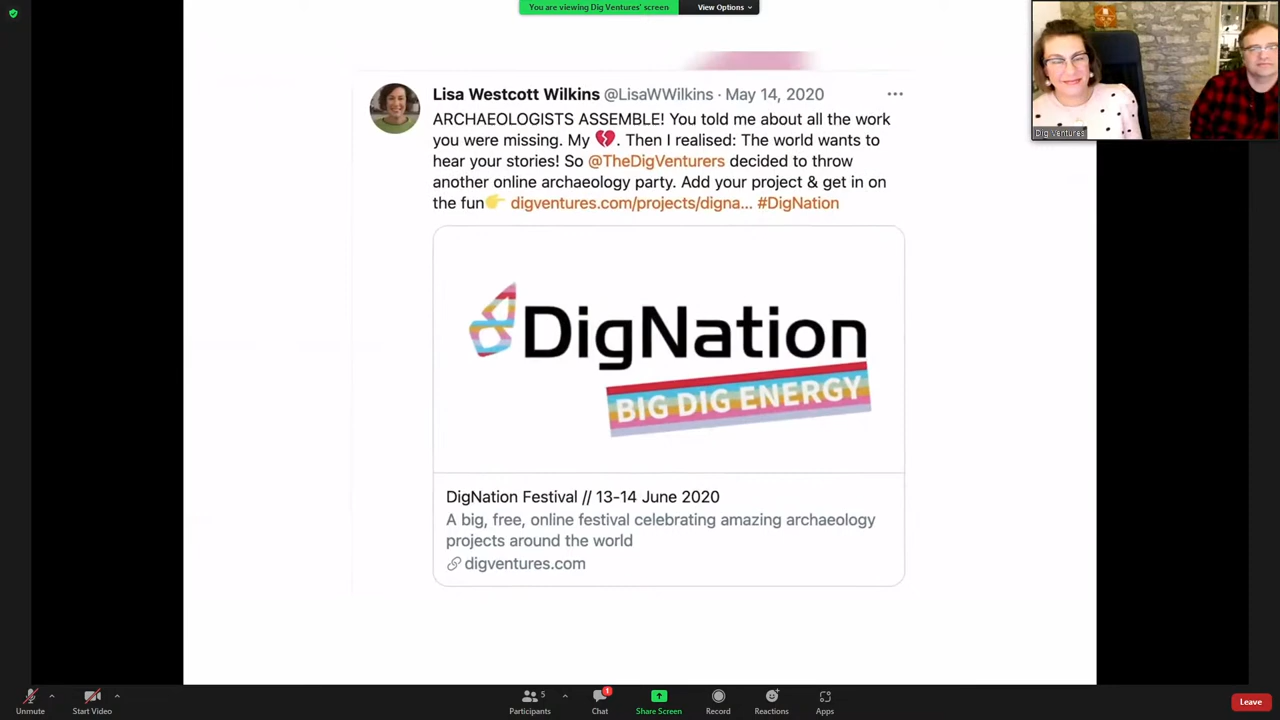 You are viewing Dig Ventures' screen
View Options
Dig Ventures
Lisa Westcott Wilkins @LisaWWilkins · May 14, 2020
ARCHAEOLOGISTS ASSEMBLE! You told me about all the work
you were missing. My 💔. Then I realised: The world wants to
hear your stories! So @TheDigVenturers decided to throw
another online archaeology party. Add your project & get in on
the fun👉 digventures.com/projects/digna... #DigNation
DigNation
BIG DIG ENERGY
DigNation Festival // 13-14 June 2020
A big, free, online festival celebrating amazing archaeology
projects around the world
digventures.com
Unmute
Start Video
5
Participants
1
Chat
Share Screen
Record
Reactions
Apps
Leave